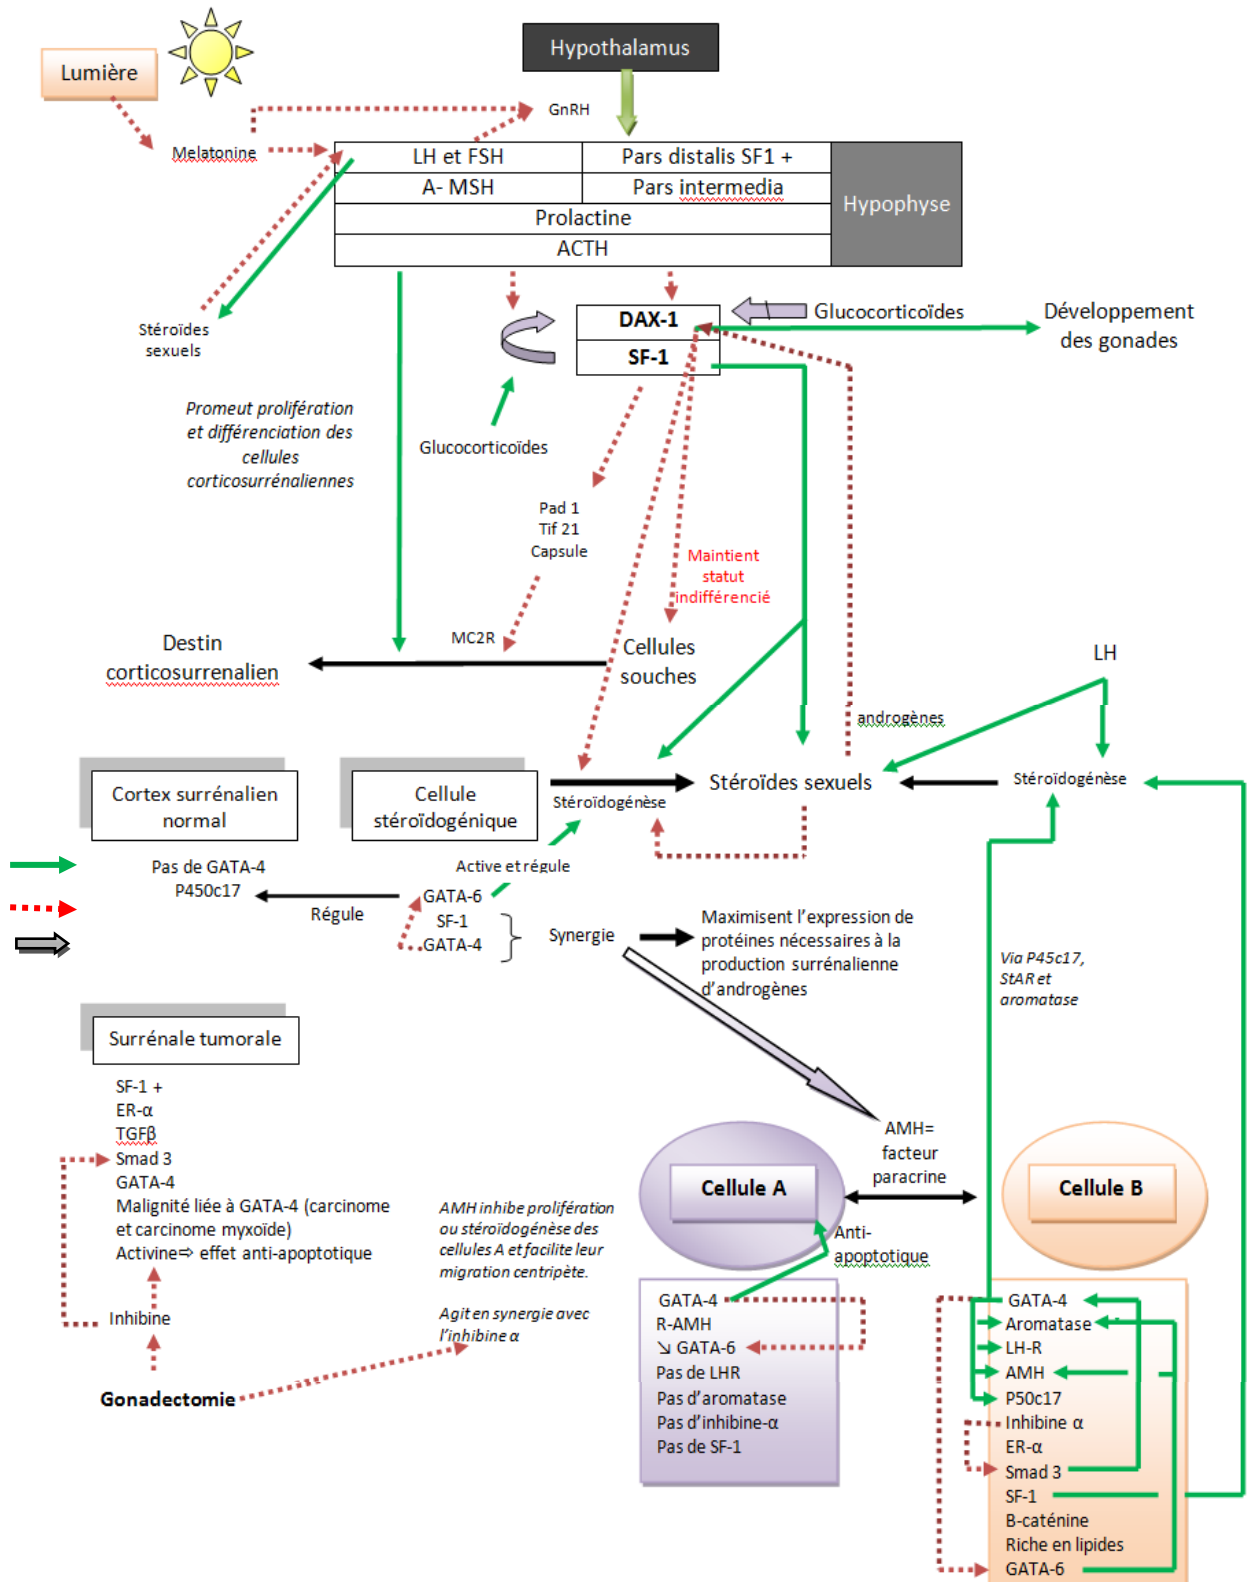 Hypothalamus
Lumière
GnRH
Melatonine
LH et FSH
Pars distalis SF1 +
A- MSH
Pars intermedia
Hypophyse
Prolactine
ACTH
DAX-1
SF-1
Glucocorticoïdes
Développement
des gonades
Stéroïdes
sexuels
Promeut prolifération
et différenciation des
cellules
corticosurrénaliennes
Glucocorticoïdes
Pad 1
Tif 21
Capsule
Maintient
statut
indifférencié
MC2R
Destin
corticosurrenalien
Cellules
souches
LH
androgènes
Cortex surrénalien
normal
Cellule
stéroïdogénique
Stéroïdogénèse
Stéroïdes sexuels
Stéroïdogénèse
Pas de GATA-4
P450c17
Active et régule
Régule
GATA-6
SF-1
GATA-4
Synergie
Maximisent l’expression de
protéines nécessaires à la
production surrénalienne
d’androgènes
Via P45c17,
StAR et
aromatase
Surrénale tumorale
SF-1 +
ER-α
TGFβ
Smad 3
GATA-4
Malignité liée à GATA-4 (carcinome
et carcinome myxoïde)
Activine⇨ effet anti-apoptotique
Inhibine
Gonadectomie
AMH inhibe prolifération
ou stéroïdogénèse des
cellules A et facilite leur
migration centripète.
Agit en synergie avec
l’inhibine α
AMH=
facteur
paracrine
Cellule A
Cellule B
Anti-
apoptotique
GATA-4
R-AMH
↘ GATA-6
Pas de LHR
Pas d’aromatase
Pas d’inhibine-α
Pas de SF-1
GATA-4
Aromatase
LH-R
AMH
P50c17
Inhibine α
ER-α
Smad 3
SF-1
B-caténine
Riche en lipides
GATA-6